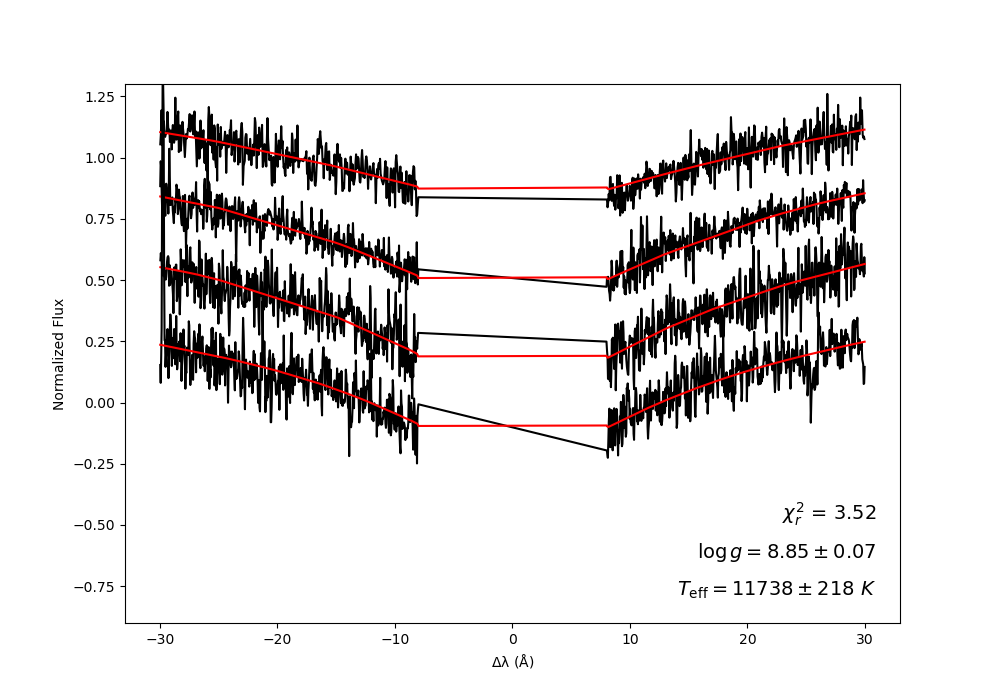 1.25
1.00
0.75
0.50
0.25
0.00
−0.25
−0.50
−0.75
Normalized Flux
χ²ᵣ = 3.52
log g = 8.85 ± 0.07
T_eff = 11738 ± 218 K
−30 −20 −10 0 10 20 30
Δλ (Å)